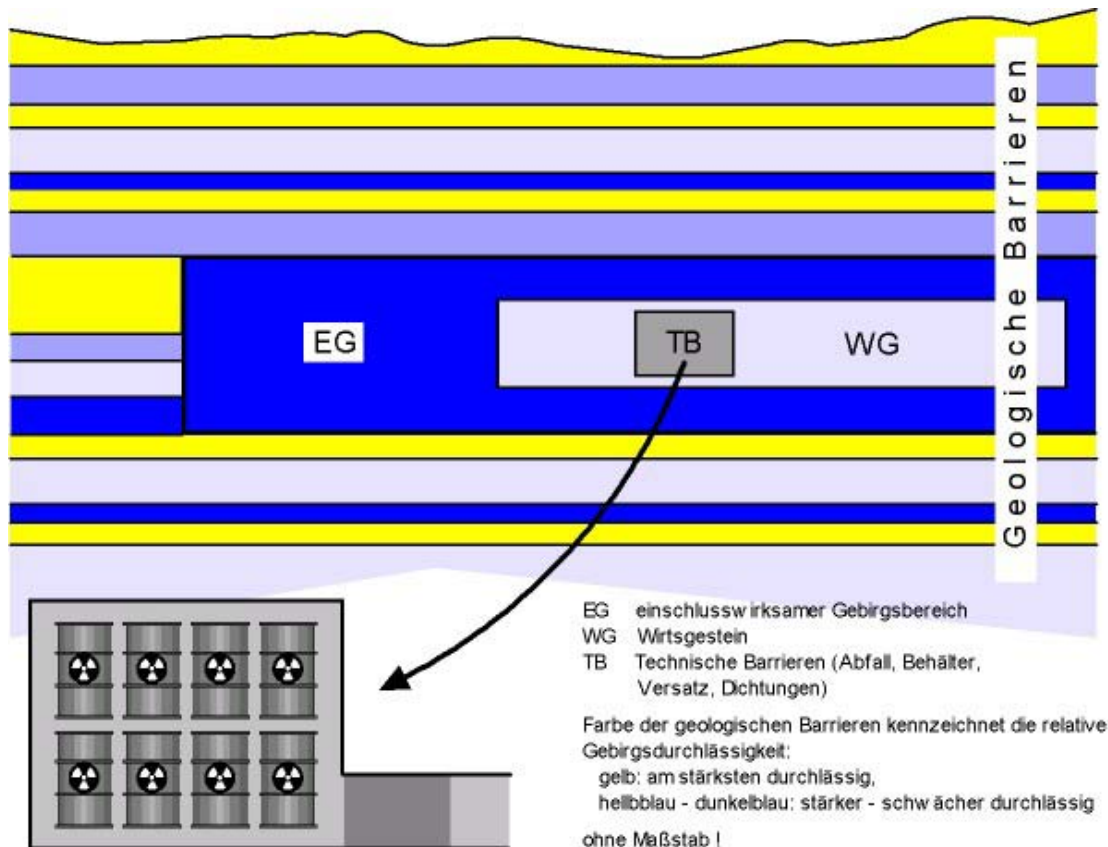 Geologische Barrieren
EG
TB
WG
EG einschlusswirksamer Gebirgsbereich
WG Wirtsgestein
TB Technische Barrieren (Abfall, Behälter,
Versatz, Dichtungen)
Farbe der geologischen Barrieren kennzeichnet die relative
Gebirgsdurchlässigkeit:
gelb: am stärksten durchlässig,
hellbblau - dunkelblau: stärker - schwächer durchlässig
ohne Maßstab !